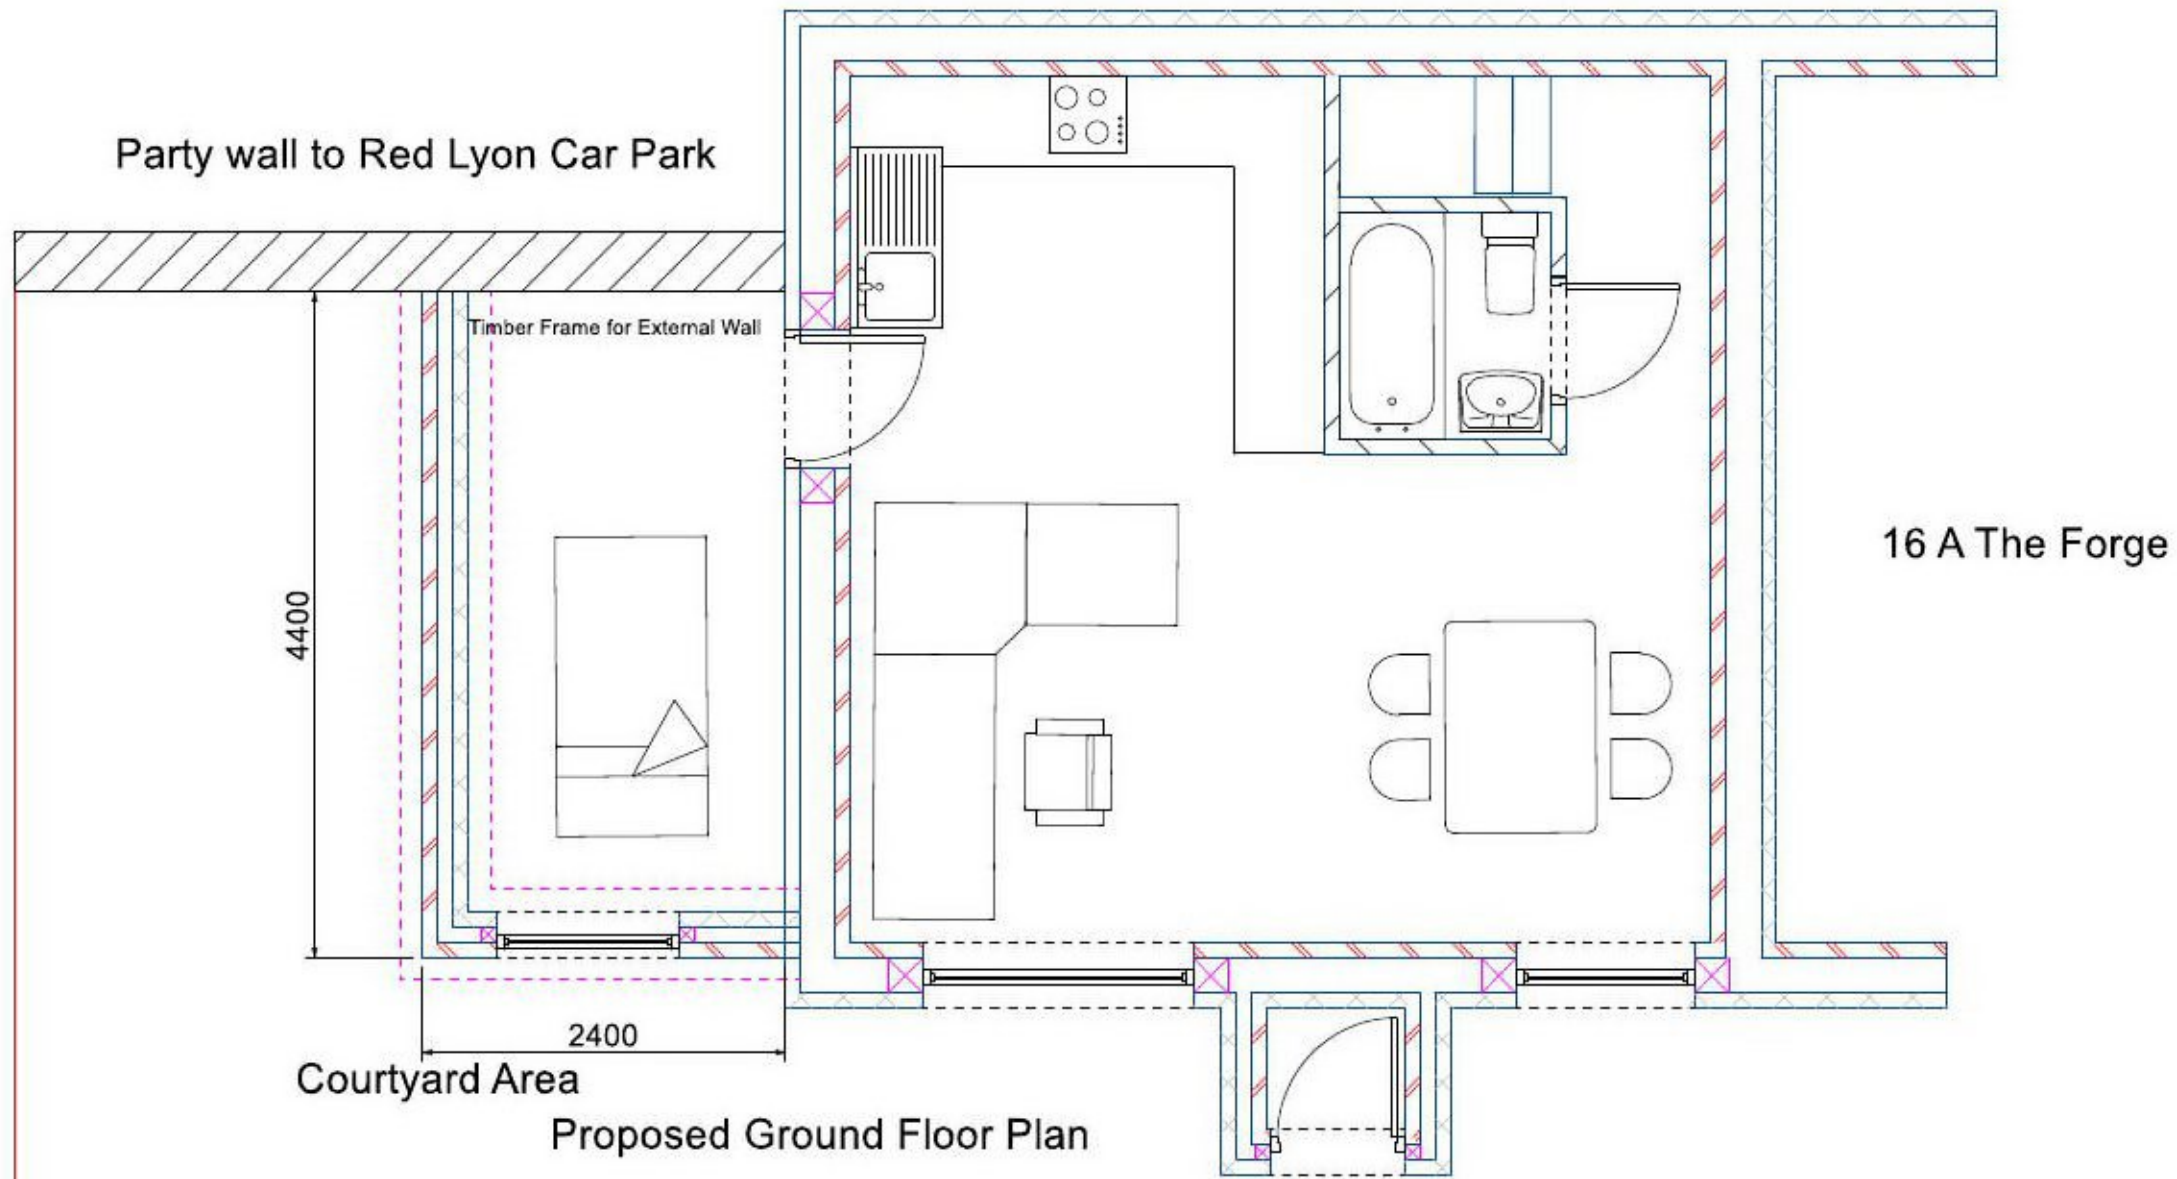 Party wall to Red Lyon Car Park
Timber Frame for External Wall
16 A The Forge
4400
2400
Courtyard Area
Proposed Ground Floor Plan